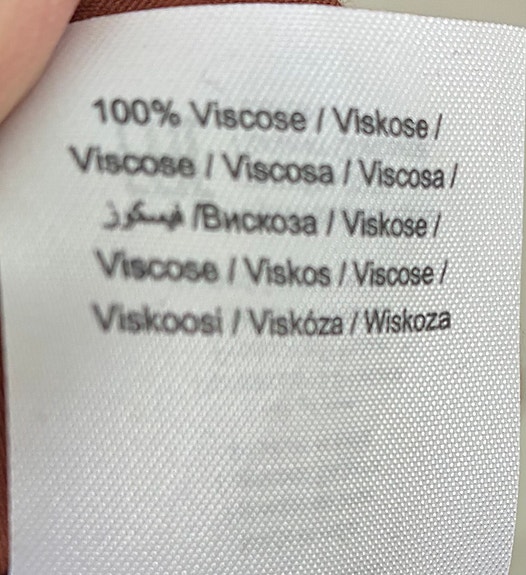 100% Viscose / Viskose /
Viscose / Viscosa / Viscosa /
فيسكوز /Вискоза / Viskose /
Viscose / Viskos / Viscose /
Viskoosi / Viskóza / Wiskoza